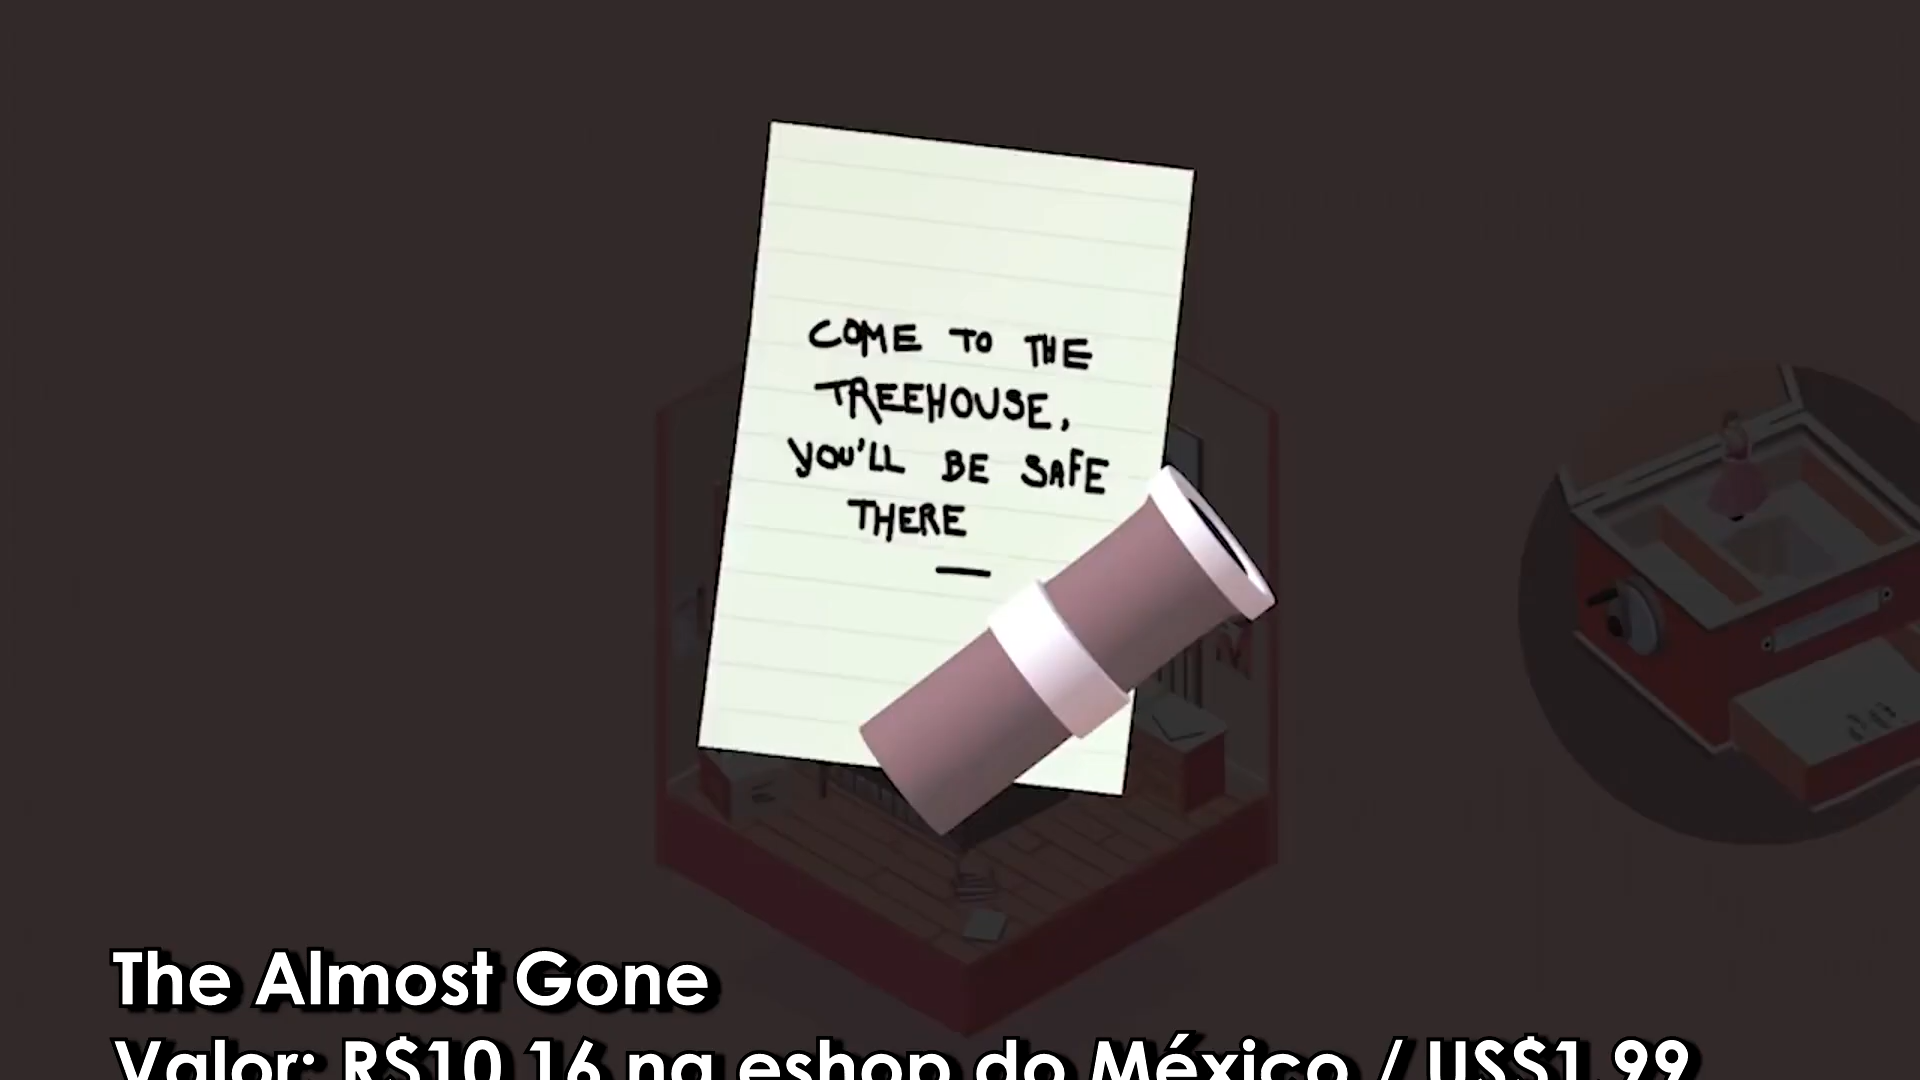 COME TO THE
TREEHOUSE,
YOU'LL BE SAFE
THERE
The Almost Gone
Valor: R$10,16 na eshop do México / US$1,99